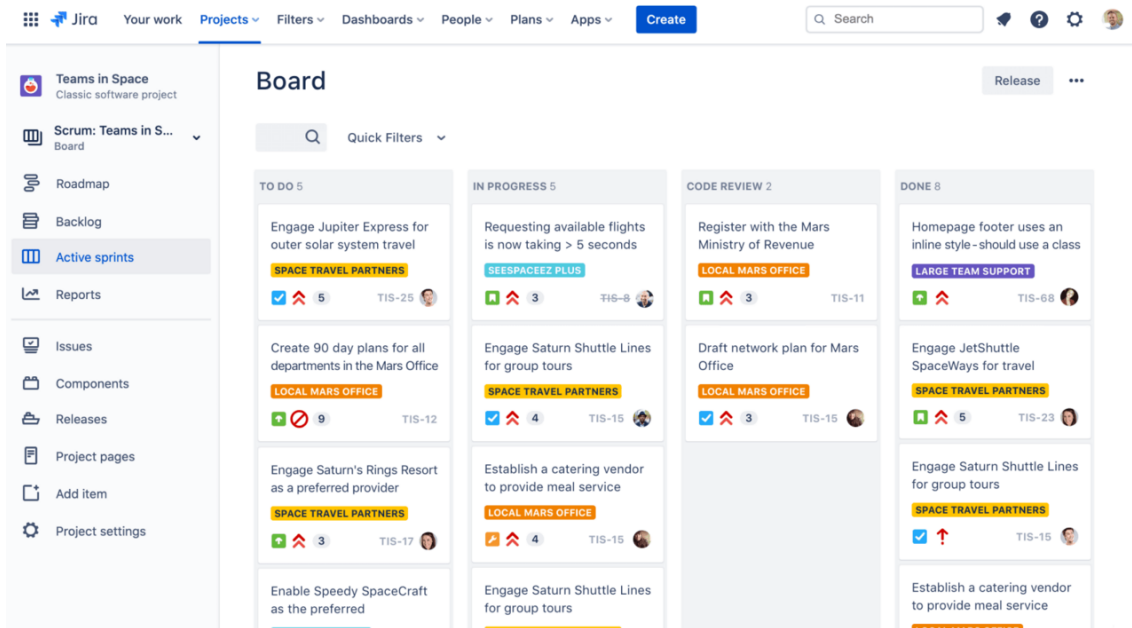 Jira
Your work
Projects
Filters
Dashboards
People
Plans
Apps
Create
Search
Teams in Space
Classic software project
Scrum: Teams in S...
Board
Roadmap
Backlog
Active sprints
Reports
Issues
Components
Releases
Project pages
Add item
Project settings
Board
Release
Quick Filters
TO DO 5
Engage Jupiter Express for
outer solar system travel
SPACE TRAVEL PARTNERS
5
TIS-25
Create 90 day plans for all
departments in the Mars Office
LOCAL MARS OFFICE
9
TIS-12
Engage Saturn's Rings Resort
as a preferred provider
SPACE TRAVEL PARTNERS
3
TIS-17
Enable Speedy SpaceCraft
as the preferred
IN PROGRESS 5
Requesting available flights
is now taking > 5 seconds
SEESPACEEZ PLUS
3
TIS-8
Engage Saturn Shuttle Lines
for group tours
SPACE TRAVEL PARTNERS
4
TIS-15
Establish a catering vendor
to provide meal service
LOCAL MARS OFFICE
4
TIS-15
Engage Saturn Shuttle Lines
for group tours
CODE REVIEW 2
Register with the Mars
Ministry of Revenue
LOCAL MARS OFFICE
3
TIS-11
Draft network plan for Mars
Office
LOCAL MARS OFFICE
3
TIS-15
DONE 8
Homepage footer uses an
inline style-should use a class
LARGE TEAM SUPPORT
TIS-68
Engage JetShuttle
SpaceWays for travel
SPACE TRAVEL PARTNERS
5
TIS-23
Engage Saturn Shuttle Lines
for group tours
SPACE TRAVEL PARTNERS
TIS-15
Establish a catering vendor
to provide meal service